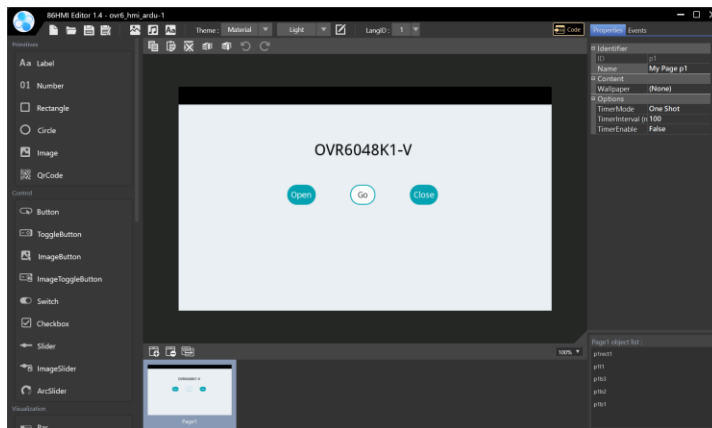 86HMI Editor 1.4 - ovr6_hmi_ardu-1
Theme : Material Light LangID : 1 Code
Primitives
Aa Label
01 Number
Rectangle
Circle
Image
QrCode
Control
Button
ToggleButton
ImageButton
ImageToggleButton
Switch
Checkbox
Slider
ImageSlider
ArcSlider
Visualization
Bar
OVR6048K1-V
Open Go Close
100%
OVR6048K1-V
Page1
Properties Events
Identifier
ID p1
Name My Page p1
Content
Wallpaper (None)
Options
TimerMode One Shot
TimerInterval (n 100
TimerEnable False
Page1 object list :
p1rect1
p1t1
p1b3
p1b2
p1b1